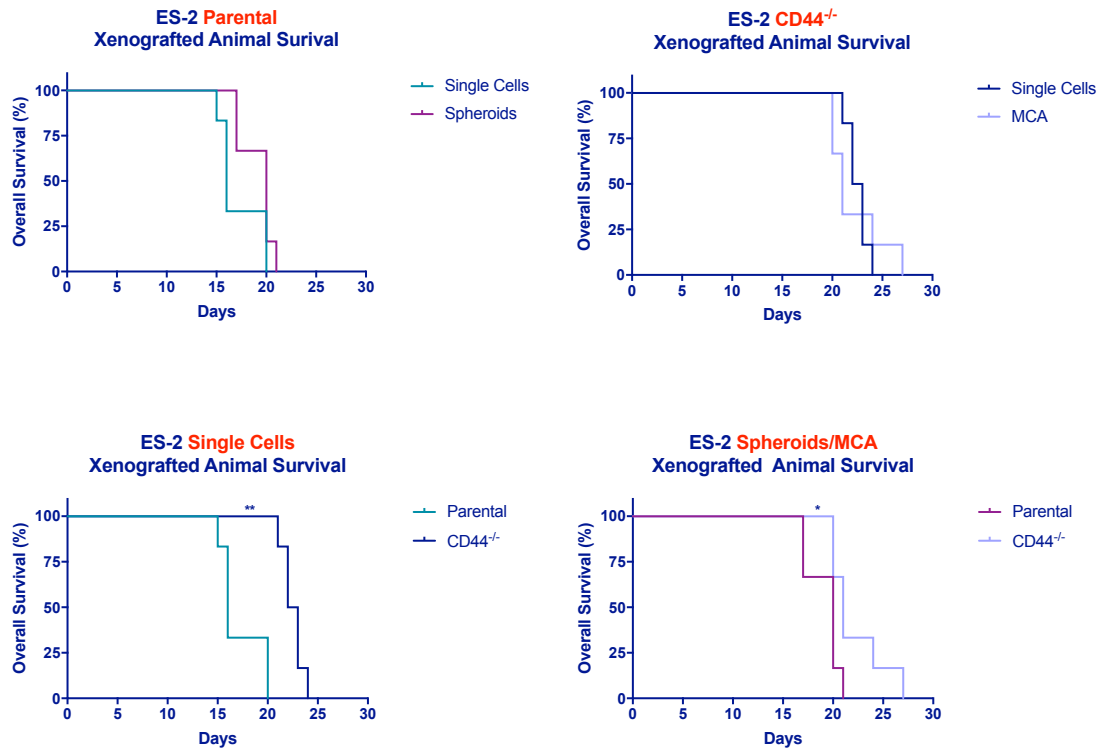 ES-2 Parental
Xenografted Animal Surival
Overall Survival (%)
100
75
50
25
0
0 5 10 15 20 25 30
Days
Single Cells
Spheroids
ES-2 CD44-/-
Xenografted Animal Survival
Overall Survival (%)
100
75
50
25
0
0 5 10 15 20 25 30
Days
Single Cells
MCA
ES-2 Single Cells
Xenografted Animal Survival
**
Overall Survival (%)
100
75
50
25
0
0 5 10 15 20 25 30
Days
Parental
CD44-/-
ES-2 Spheroids/MCA
Xenografted Animal Survival
*
Overall Survival (%)
100
75
50
25
0
0 5 10 15 20 25 30
Days
Parental
CD44-/-